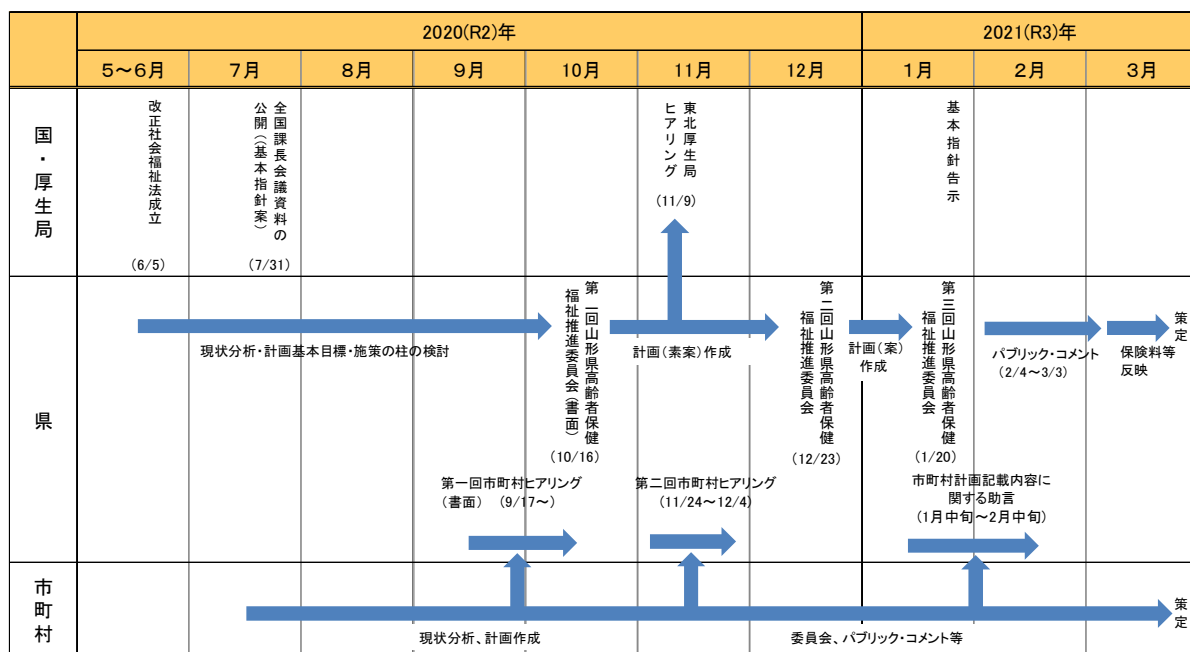 2020(R2)年
2021(R3)年
5～6月
7月
8月
9月
10月
11月
12月
1月
2月
3月
国・厚生局
改正社会福祉法成立
(6/5)
全国課長会議資料の
公開(基本指針案)
(7/31)
東北厚生局
ヒアリング
(11/9)
基本指針告示
県
現状分析・計画基本目標・施策の柱の検討
第一回山形県高齢者保健
福祉推進委員会(書面)
(10/16)
計画(素案)作成
第二回山形県高齢者保健
福祉推進委員会
(12/23)
計画(案)
作成
第三回山形県高齢者保健
福祉推進委員会
(1/20)
パブリック・コメント
(2/4～3/3)
保険料等
反映
策定
第一回市町村ヒアリング
(書面) (9/17～)
第二回市町村ヒアリング
(11/24～12/4)
市町村計画記載内容に
関する助言
(1月中旬～2月中旬)
市町村
現状分析、計画作成
委員会、パブリック・コメント等
策定